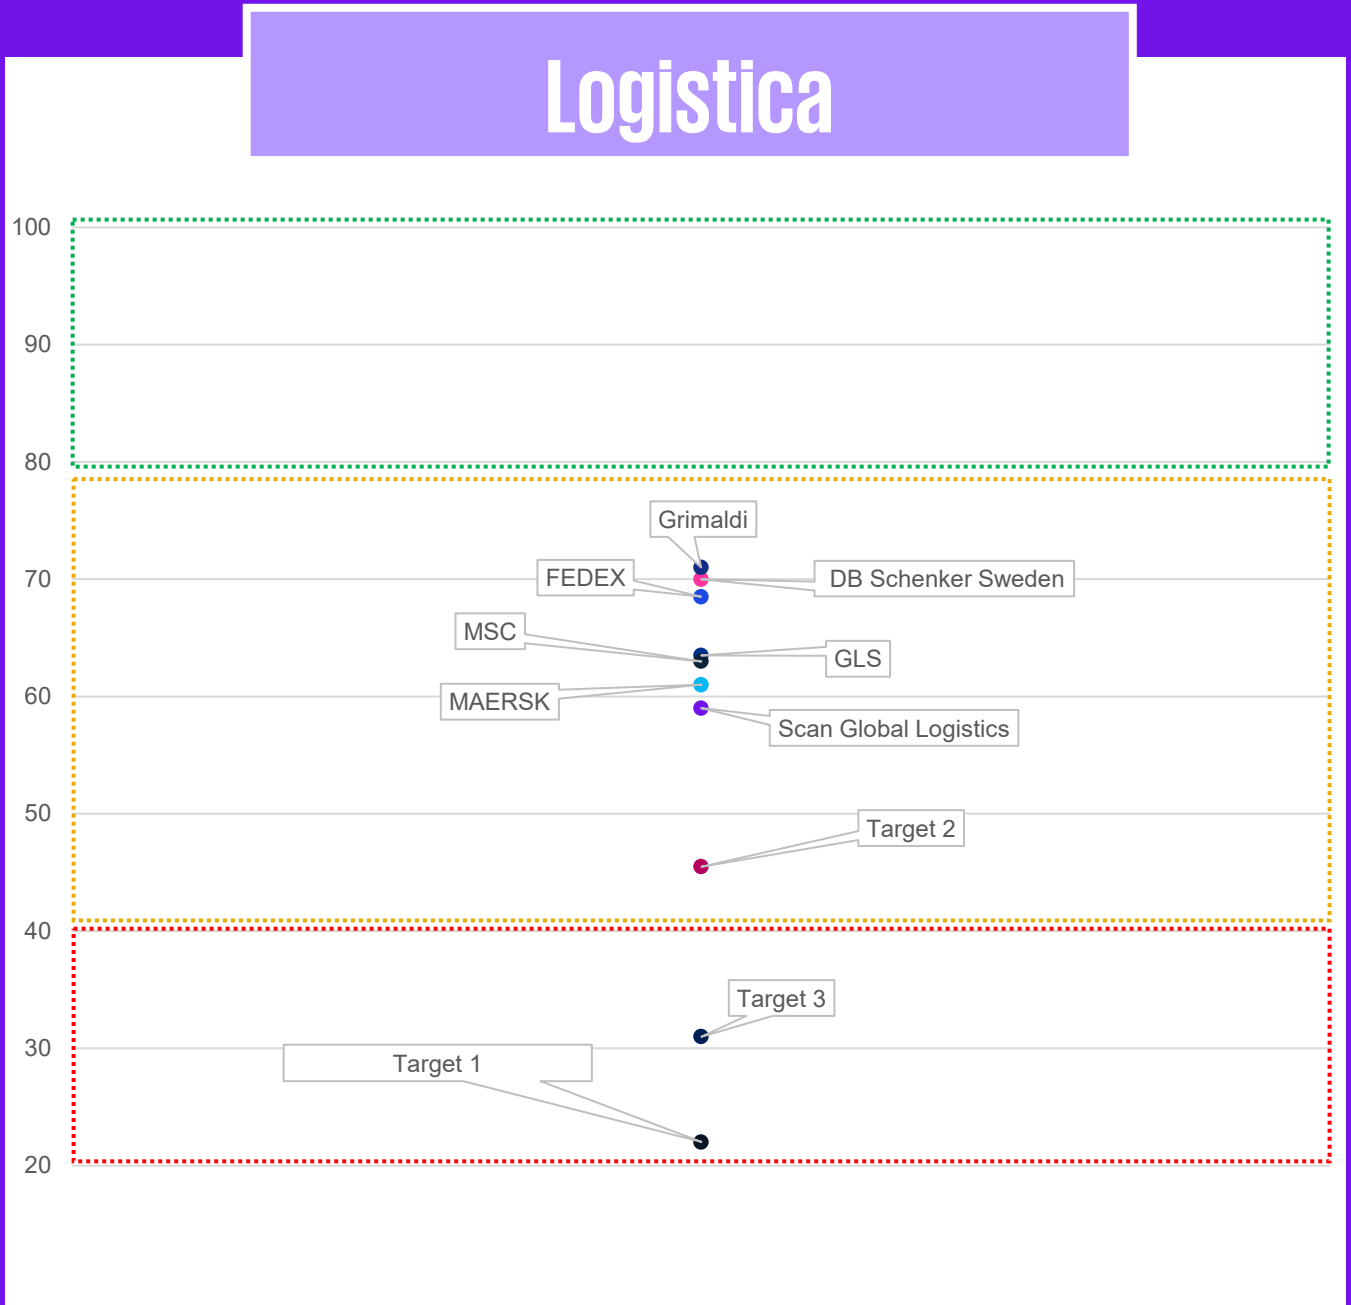 Logistica
100
90
80
Grimaldi
70
FEDEX
DB Schenker Sweden
MSC
GLS
60
MAERSK
Scan Global Logistics
50
Target 2
40
Target 3
30
Target 1
20